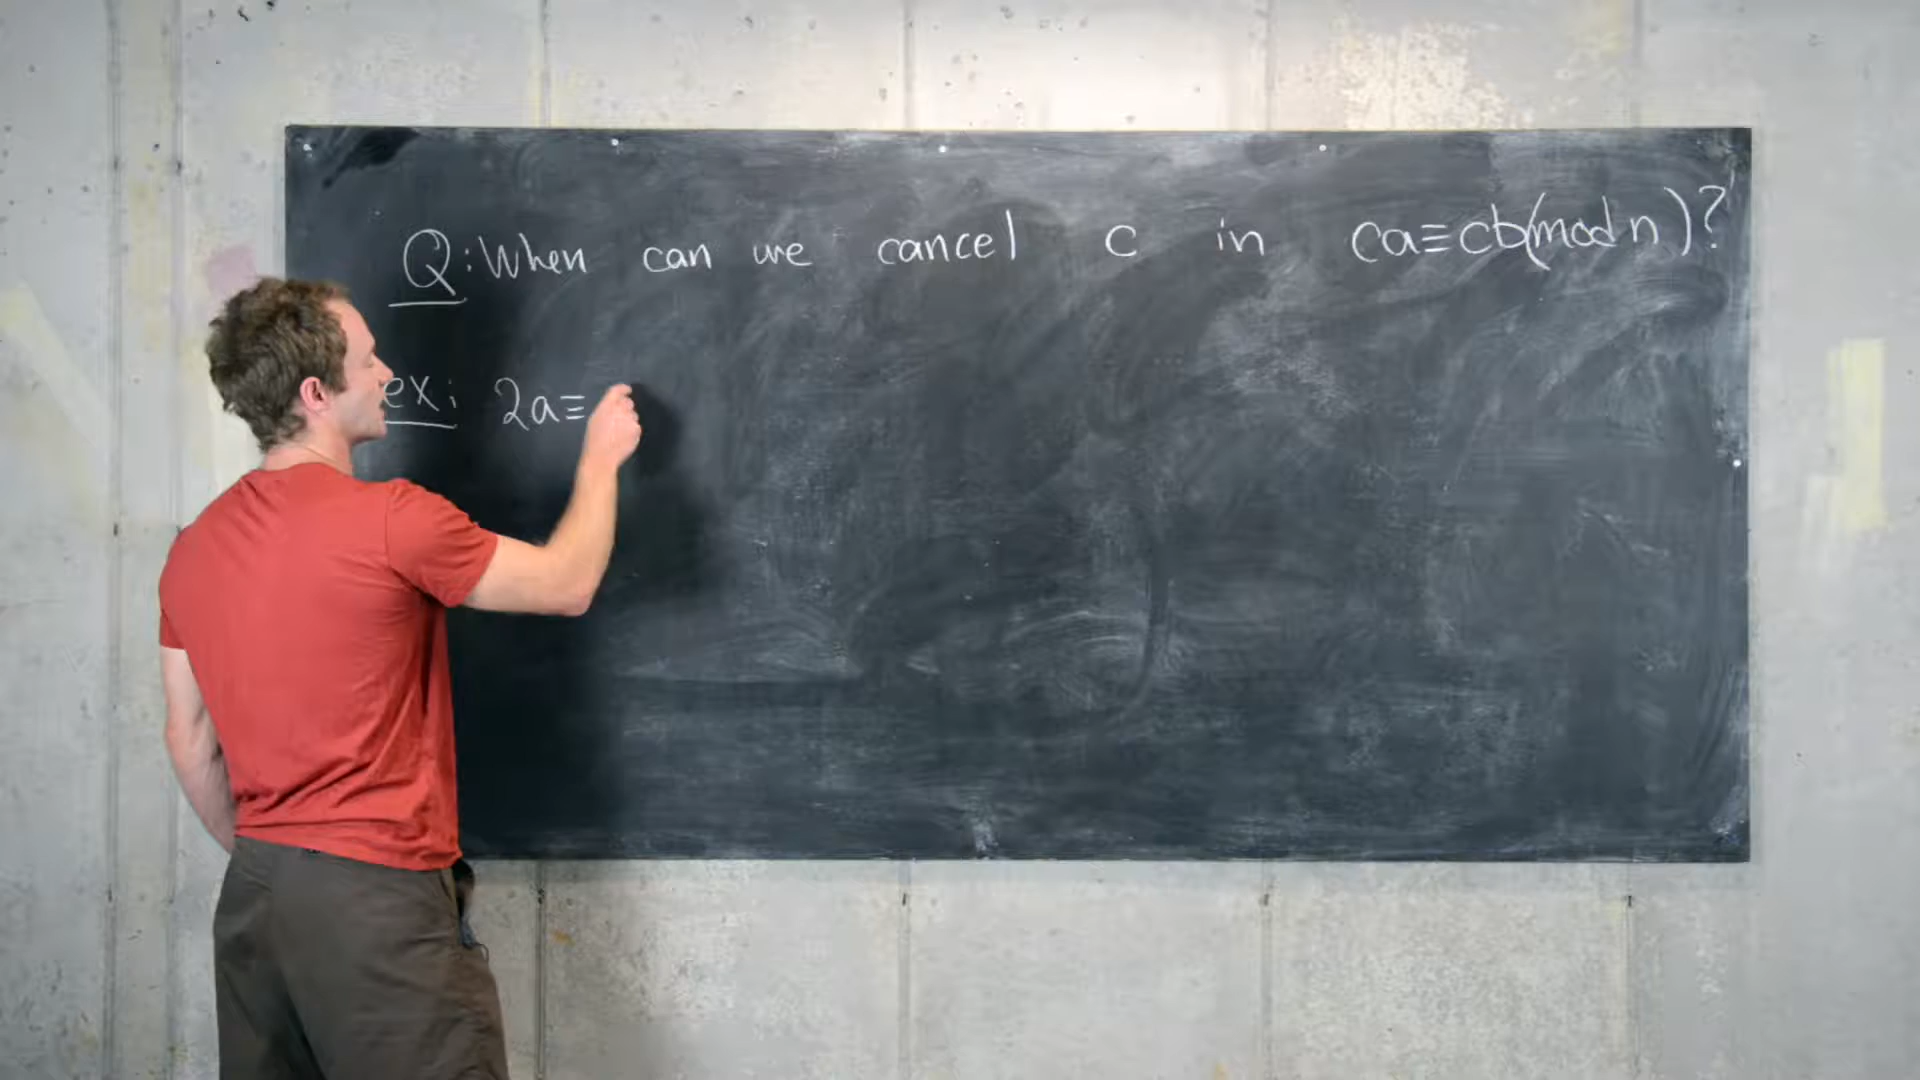 Q: When can we cancel c in ca≡cb(mod n)?
ex: 2a≡